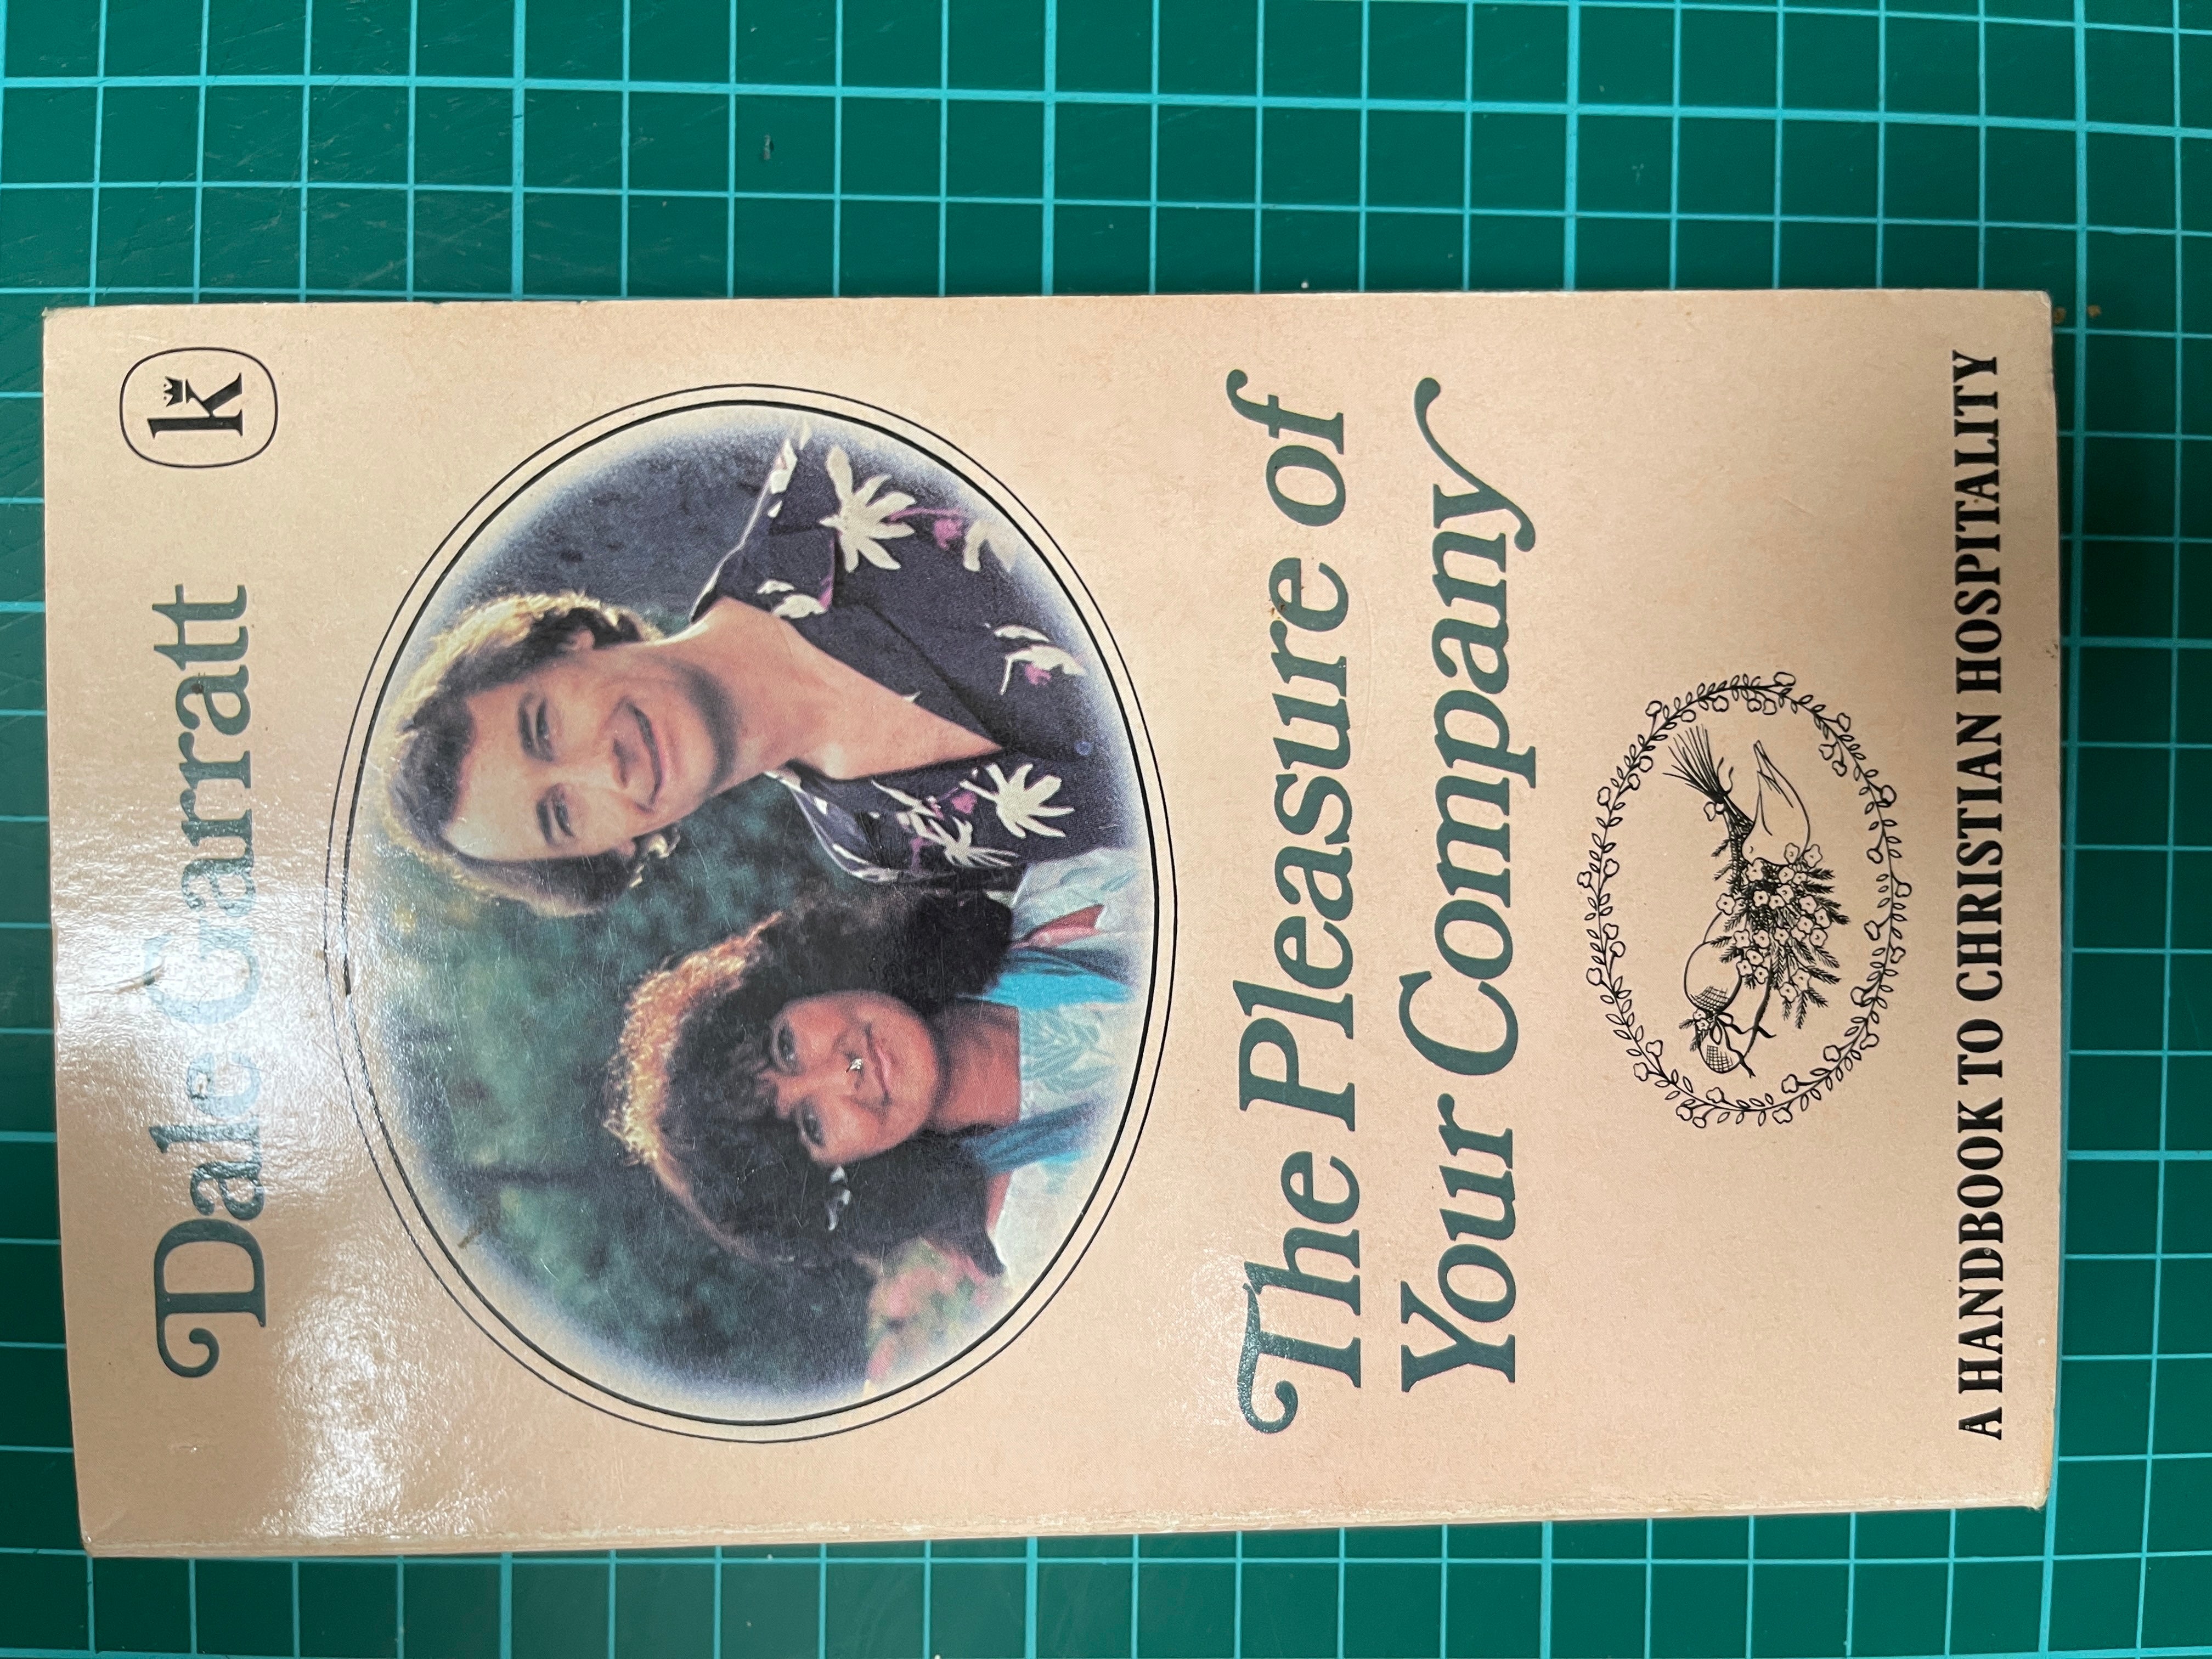 Dale Garratt
k
The Pleasure of
Your Company
A HANDBOOK TO CHRISTIAN HOSPITALITY